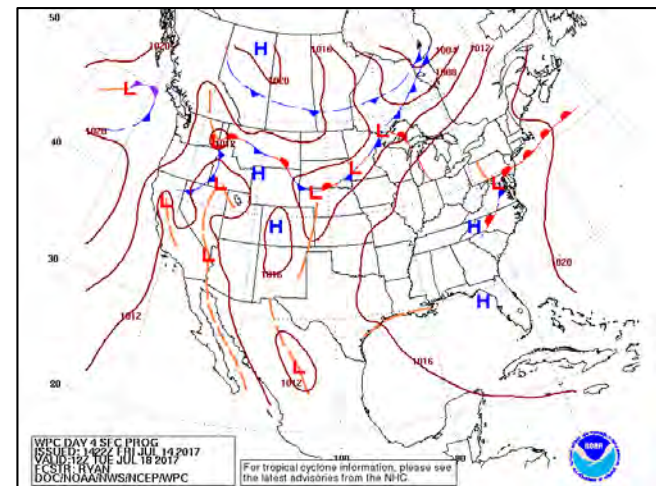 50
1020
H
1016
1004
1012
1020
1008
L
40
L
1020
1012
H
L
L
L
L
L
H
H
30
L
1016
1020
H
1012
1016
L
1012
20
WPC DAY 4 SFC PROG
ISSUED: 1422Z FRI JUL 14 2017
VALID: 12Z TUE JUL 18 2017
FCSTR: RYAN
DOC/NOAA/NWS/NCEP/WPC
For tropical cyclone information, please see
the latest advisories from the NHC.
100
NOAA